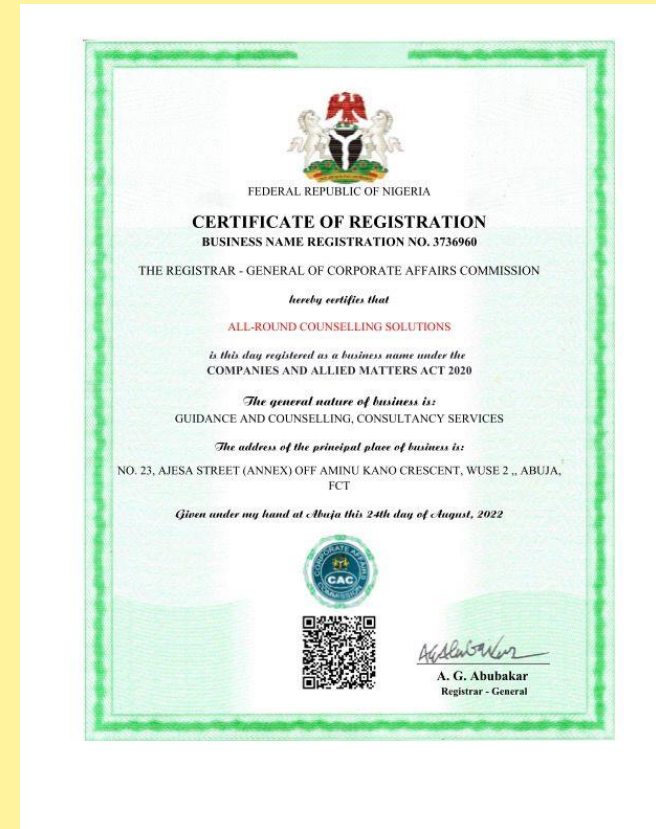 FEDERAL REPUBLIC OF NIGERIA
CERTIFICATE OF REGISTRATION
BUSINESS NAME REGISTRATION NO. 3736960
THE REGISTRAR - GENERAL OF CORPORATE AFFAIRS COMMISSION
hereby certifies that
ALL-ROUND COUNSELLING SOLUTIONS
is this day registered as a business name under the
COMPANIES AND ALLIED MATTERS ACT 2020
The general nature of business is:
GUIDANCE AND COUNSELLING, CONSULTANCY SERVICES
The address of the principal place of business is:
NO. 23, AJESA STREET (ANNEX) OFF AMINU KANO CRESCENT, WUSE 2 ,, ABUJA,
FCT
Given under my hand at Abuja this 24th day of August, 2022
CORPORATE AFFAIRS
CAC
COMMISSION
A. G. Abubakar
Registrar - General